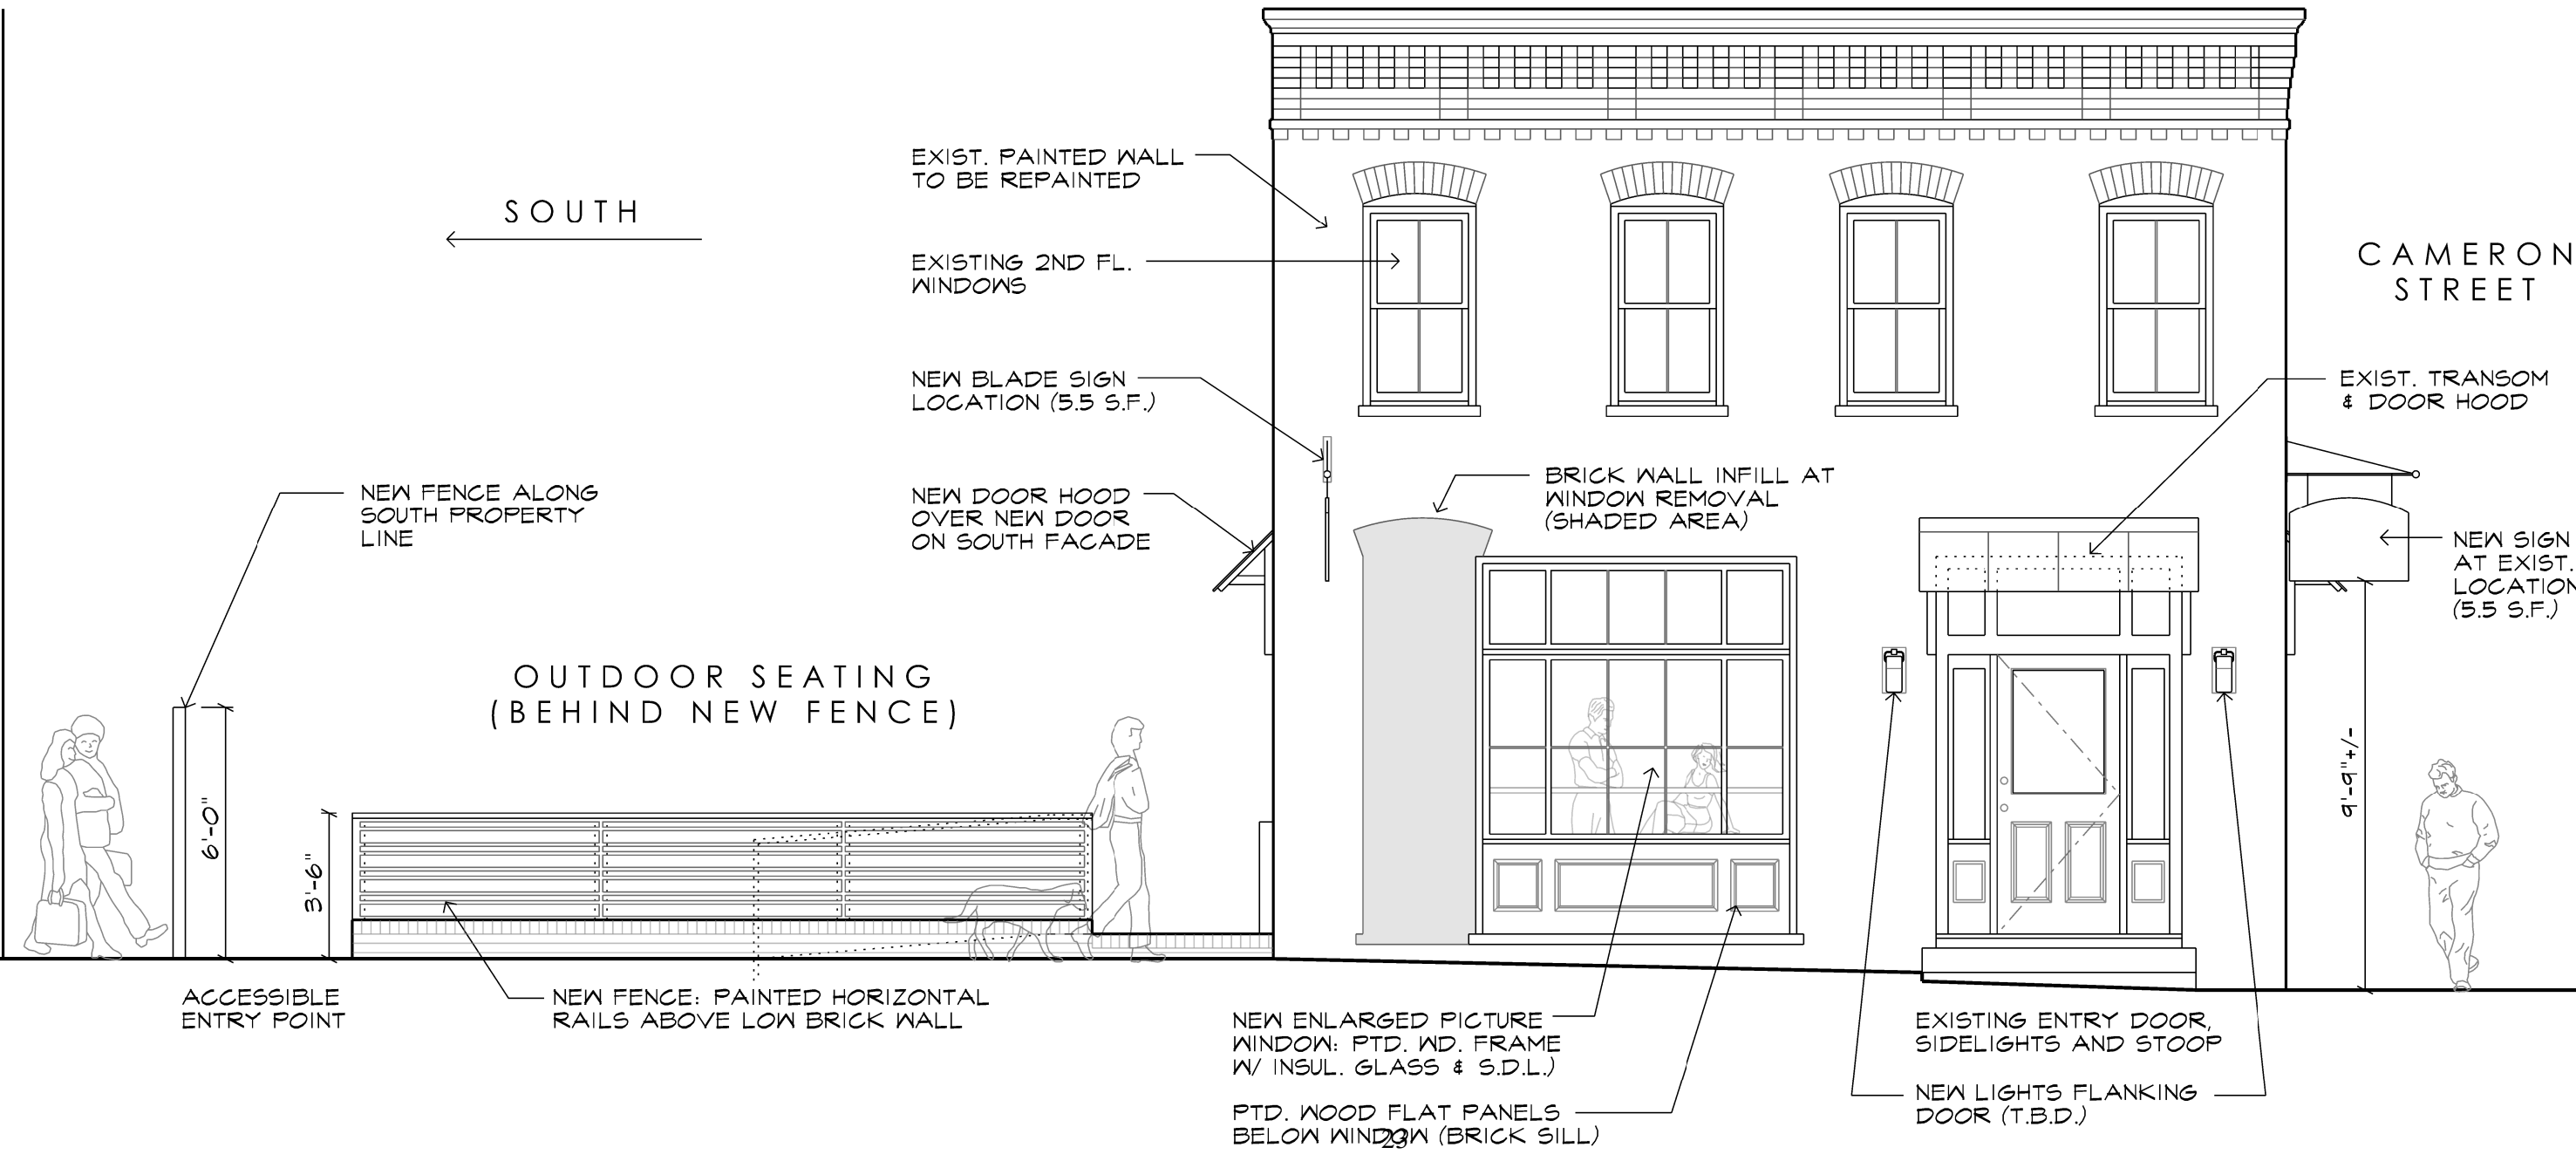 EXIST. PAINTED WALL
TO BE REPAINTED
SOUTH
EXISTING 2ND FL.
WINDOWS
CAMERON
STREET
NEW BLADE SIGN
LOCATION (5.5 S.F.)
EXIST. TRANSOM
& DOOR HOOD
NEW FENCE ALONG
SOUTH PROPERTY
LINE
NEW DOOR HOOD
OVER NEW DOOR
ON SOUTH FACADE
BRICK WALL INFILL AT
WINDOW REMOVAL
(SHADED AREA)
NEW SIGN
AT EXIST.
LOCATION
(5.5 S.F.)
OUTDOOR SEATING
(BEHIND NEW FENCE)
6'-0"
3'-6"
9'-9"+/-
ACCESSIBLE
ENTRY POINT
NEW FENCE: PAINTED HORIZONTAL
RAILS ABOVE LOW BRICK WALL
NEW ENLARGED PICTURE
WINDOW: PTD. WD. FRAME
W/ INSUL. GLASS & S.D.L.)
PTD. WOOD FLAT PANELS
BELOW WINDOW (BRICK SILL)
23
EXISTING ENTRY DOOR,
SIDELIGHTS AND STOOP
NEW LIGHTS FLANKING
DOOR (T.B.D.)